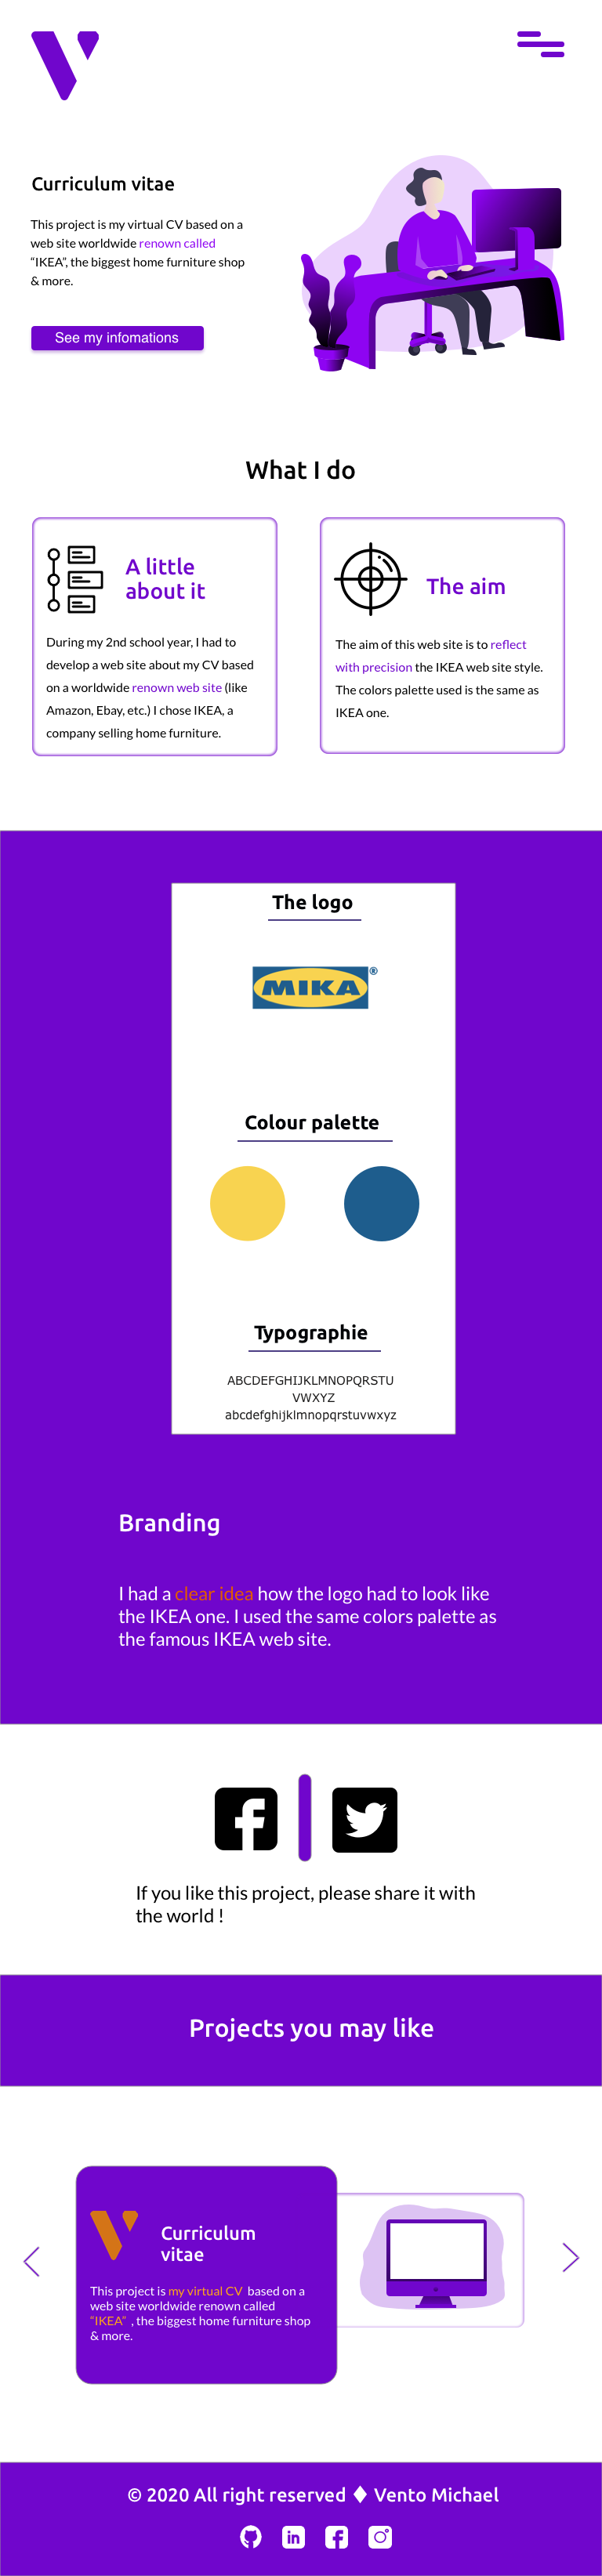 Curriculum vitae
This project is my virtual CV based on a
web site worldwide renown called
“IKEA”, the biggest home furniture shop
& more.
See my infomations
What I do
A little
about it
During my 2nd school year, I had to
develop a web site about my CV based
on a worldwide renown web site (like
Amazon, Ebay, etc.) I chose IKEA, a
company selling home furniture.
The aim
The aim of this web site is to reflect
with precision the IKEA web site style.
The colors palette used is the same as
IKEA one.
The logo
MIKA®
Colour palette
Typographie
ABCDEFGHIJKLMNOPQRSTU
VWXYZ
abcdefghijklmnopqrstuvwxyz
Branding
I had a clear idea how the logo had to look like
the IKEA one. I used the same colors palette as
the famous IKEA web site.
If you like this project, please share it with
the world !
Projects you may like
Curriculum
vitae
This project is my virtual CV based on a
web site worldwide renown called
“IKEA” , the biggest home furniture shop
& more.
© 2020 All right reserved ♦ Vento Michael